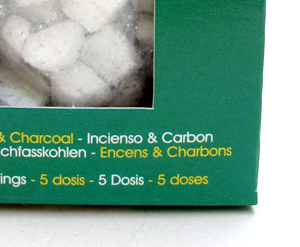 & Charcoal - Incienso & Carbon
chfasskohlen - Encens & Charbons
ings - 5 dosis - 5 Dosis - 5 doses